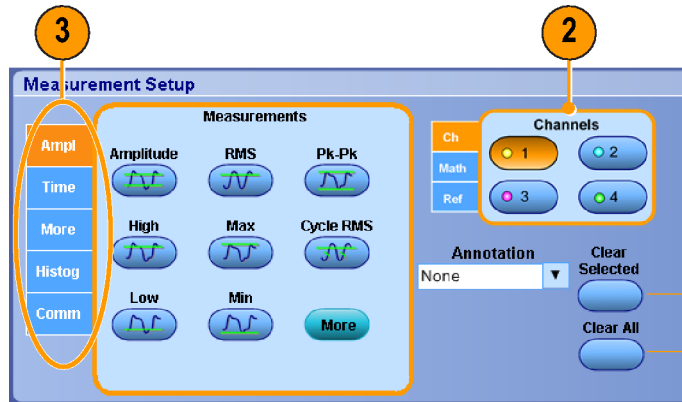 3
2
Measurement Setup
Measurements
Channels
Ampl
Time
More
Histog
Comm
Amplitude
RMS
Pk-Pk
High
Max
Cycle RMS
Low
Min
More
Ch
Math
Ref
1
2
3
4
Annotation
None
Clear
Selected
Clear All